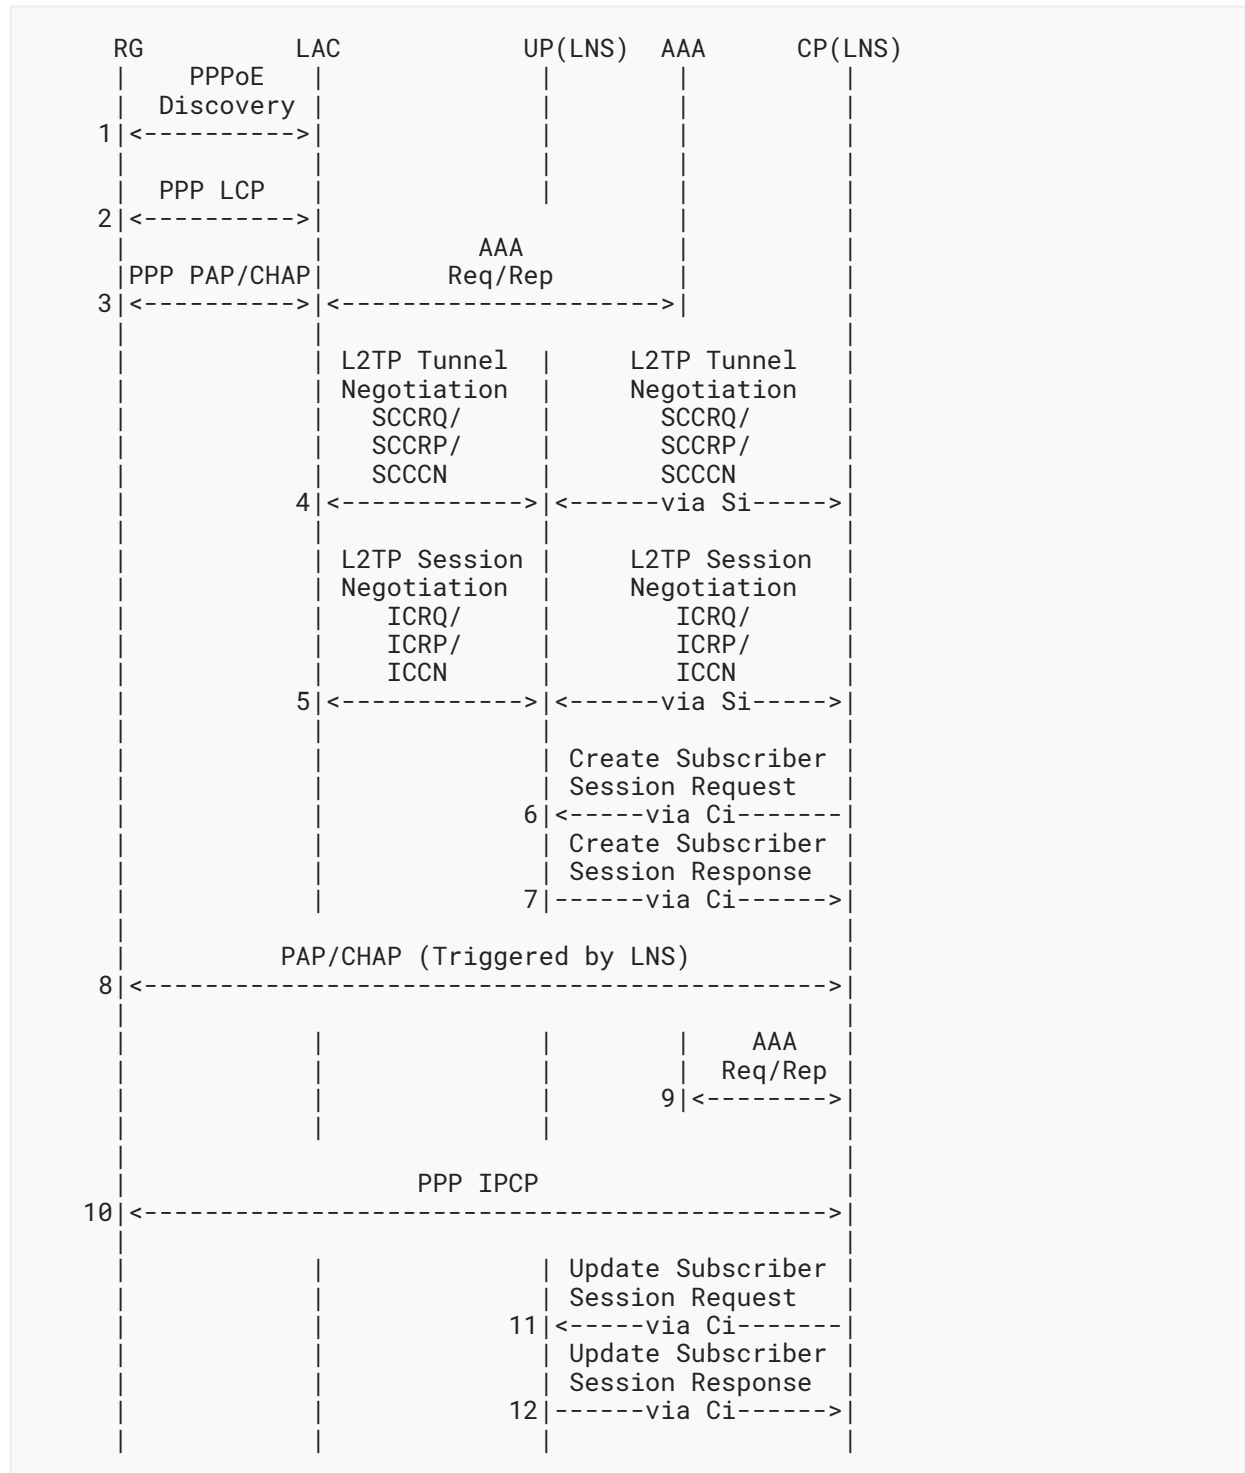 RG LAC UP(LNS) AAA CP(LNS)
| PPPoE | | | |
| Discovery | | | |
1|<---------->| | | |
| | | | |
| PPP LCP | | | |
2|<---------->| | |
| | AAA | |
|PPP PAP/CHAP| Req/Rep | |
3|<---------->|<--------------------->| |
| | |
| | L2TP Tunnel | L2TP Tunnel |
| | Negotiation | Negotiation |
| | SCCRQ/ | SCCRQ/ |
| | SCCRP/ | SCCRP/ |
| | SCCCN | SCCCN |
| 4|<------------>|<------via Si----->|
| | | |
| | L2TP Session | L2TP Session |
| | Negotiation | Negotiation |
| | ICRQ/ | ICRQ/ |
| | ICRP/ | ICRP/ |
| | ICCN | ICCN |
| 5|<------------>|<------via Si----->|
| | | |
| | | Create Subscriber |
| | | Session Request |
| | 6|<-----via Ci-------|
| | | Create Subscriber |
| | | Session Response |
| | 7|------via Ci------>|
| |
| PAP/CHAP (Triggered by LNS) |
8|<--------------------------------------------->|
| |
| | | | AAA |
| | | | Req/Rep |
| | | 9|<-------->|
| | | |
| |
| PPP IPCP |
10|<--------------------------------------------->|
| |
| | | Update Subscriber |
| | | Session Request |
| | 11|<-----via Ci-------|
| | | Update Subscriber |
| | | Session Response |
| | 12|------via Ci------>|
| | | |